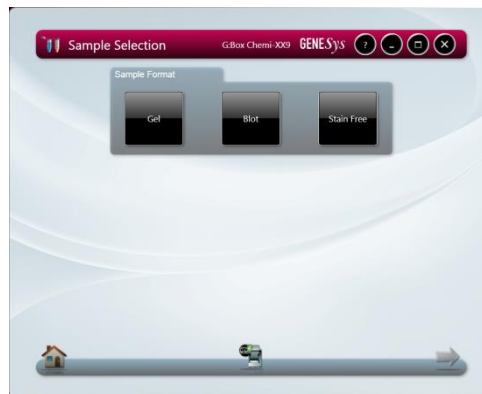 Sample Selection G:Box Chemi-XX9 GENESys ?
Sample Format
Gel Blot Stain Free